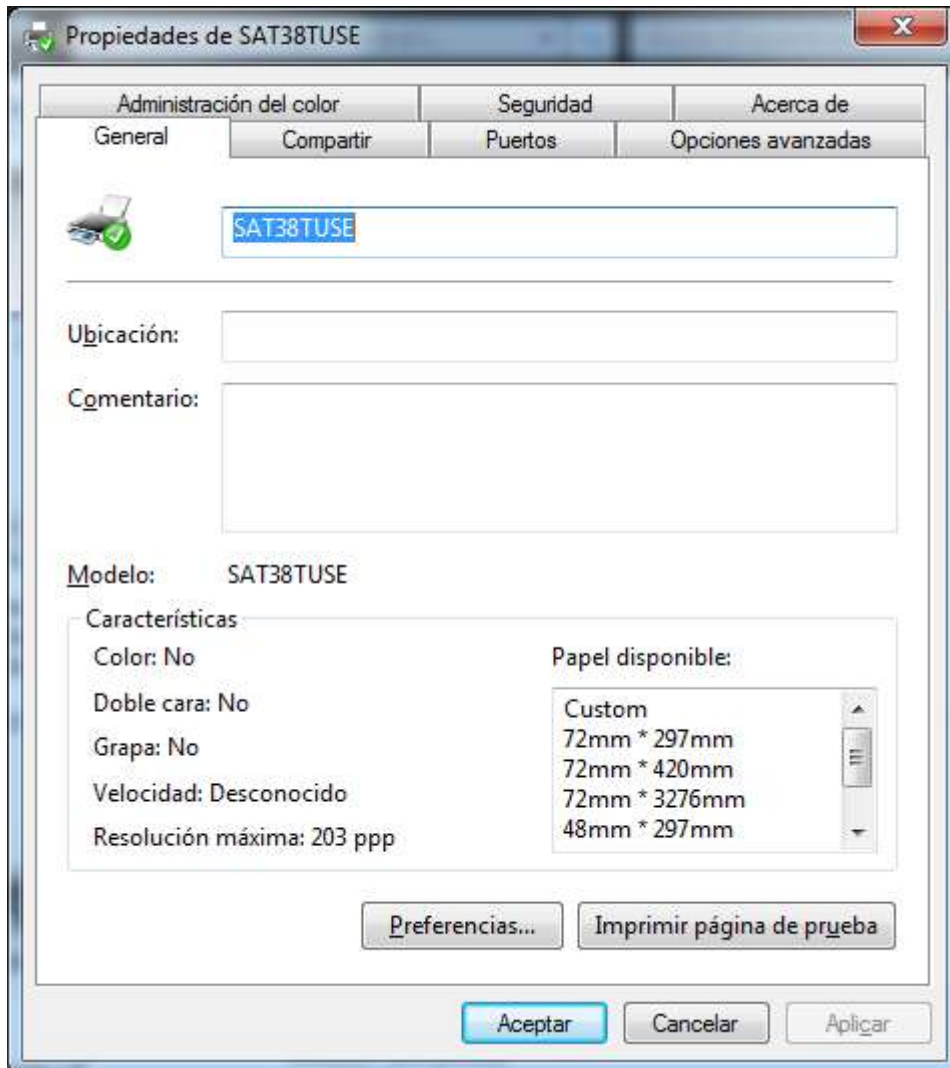 Propiedades de SAT38TUSE
Administración del color Seguridad Acerca de
General Compartir Puertos Opciones avanzadas
SAT38TUSE
Ubicación:
Comentario:
Modelo: SAT38TUSE
Características
Color: No Papel disponible:
Doble cara: No Custom
Grapa: No 72mm * 297mm
72mm * 420mm
Velocidad: Desconocido 72mm * 3276mm
Resolución máxima: 203 ppp 48mm * 297mm
Preferencias... Imprimir página de prueba
Aceptar Cancelar Aplicar